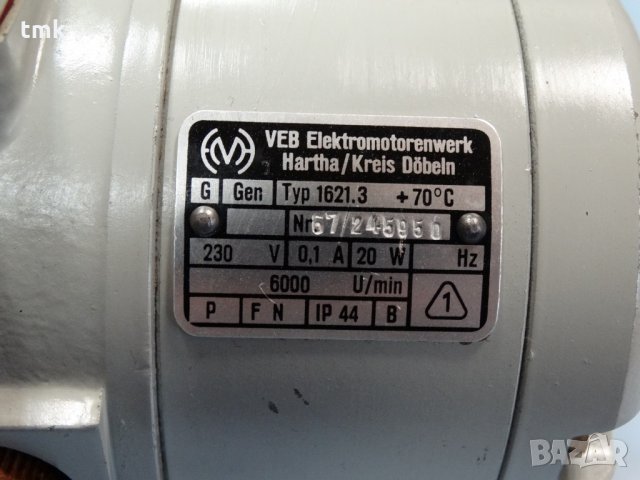 tmk
VEB Elektromotorenwerk
Hartha/Kreis Döbeln
G Gen Typ 1621.3 +70°C
Nr 67/245950
230 V 0,1 A 20 W Hz
6000 U/min
P F N IP 44 B 1
BAZAR